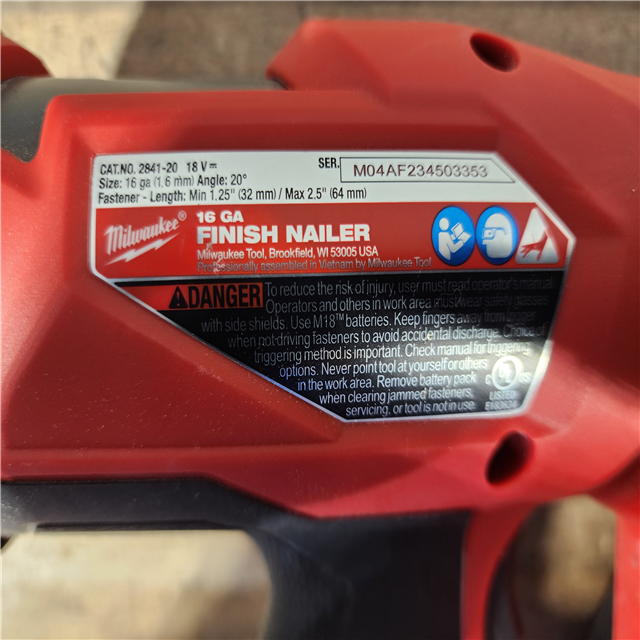 CAT.NO. 2841-20 18 V⎓ SER. M04AF234503353
Size: 16 ga (1.6 mm) Angle: 20°
Fastener - Length: Min 1.25" (32 mm) / Max 2.5" (64 mm)
Milwaukee®
16 GA
FINISH NAILER
Milwaukee Tool, Brookfield, WI 53005 USA
Professionally assembled in Vietnam by Milwaukee Tool
DANGER To reduce the risk of injury, user must read operator's manual.
Operators and others in work area must wear safety glasses
with side shields. Use M18™ batteries. Keep fingers away from trigger
when not driving fasteners to avoid accidental discharge. Choice of
triggering method is important. Check manual for triggering
options. Never point tool at yourself or others
in the work area. Remove battery pack
when clearing jammed fasteners,
servicing, or tool is not in use.
C UL US
LISTED